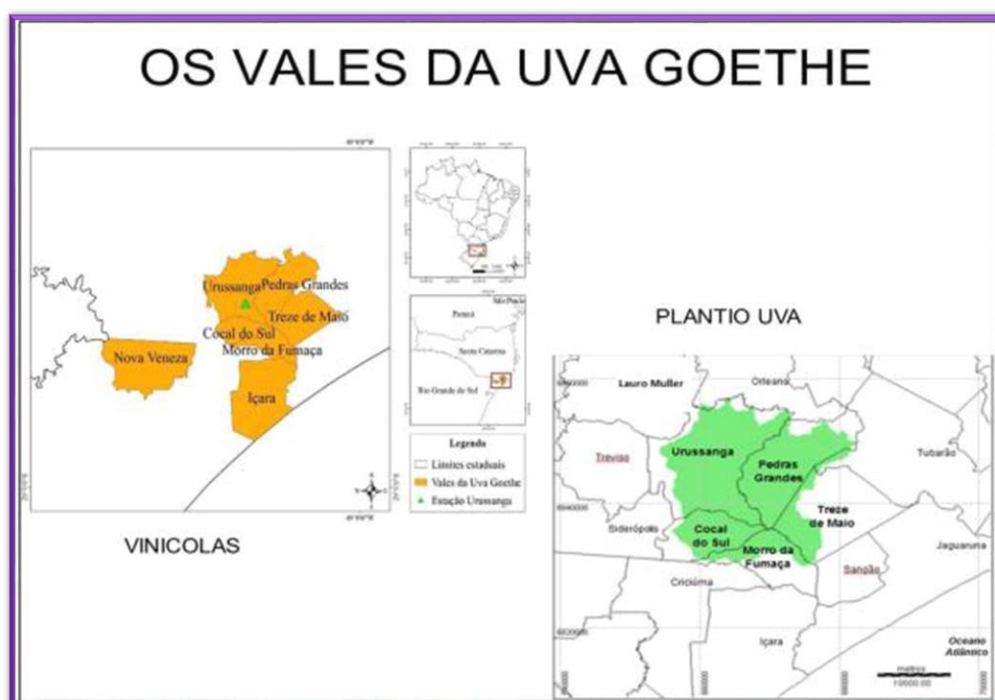 OS VALES DA UVA GOETHE
Urussanga
Pedras Grandes
Treze de Maio
Cocal do Sul
Morro da Fumaça
Nova Veneza
Içara
VINICOLAS
São Paulo
Paraná
Santa Catarina
Rio Grande do Sul
Legenda
Limites estaduais
Vales da Uva Goethe
Estação Urussanga
PLANTIO UVA
Lauro Muller
Orleans
Treviso
Urussanga
Pedras
Grandes
Tubarão
Siderópolis
Cocal
do Sul
Treze
de Maio
Morro da
Fumaça
Jaguaruna
Sangão
Criciúma
Içara
Oceano
Atlântico
metros